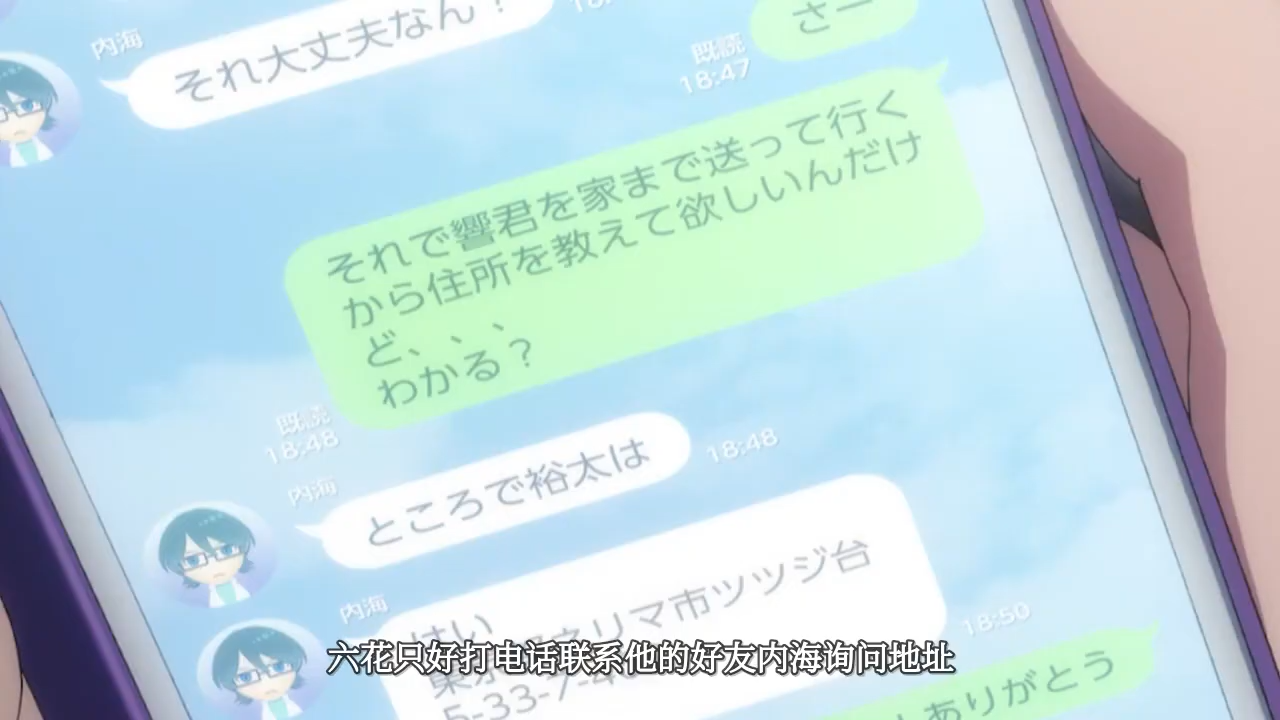 さー
既読
18:47
内海
それ大丈夫なん？
それで響君を家まで送って行く
から住所を教えて欲しいんだけ
ど、、、
わかる？
既読
18:48
内海
ところで裕太は
18:48
内海
はい
ネリマ市ツツジ台
5-33-7-4
18:50
ありがとう
六花只好打电话联系他的好友内海询问地址